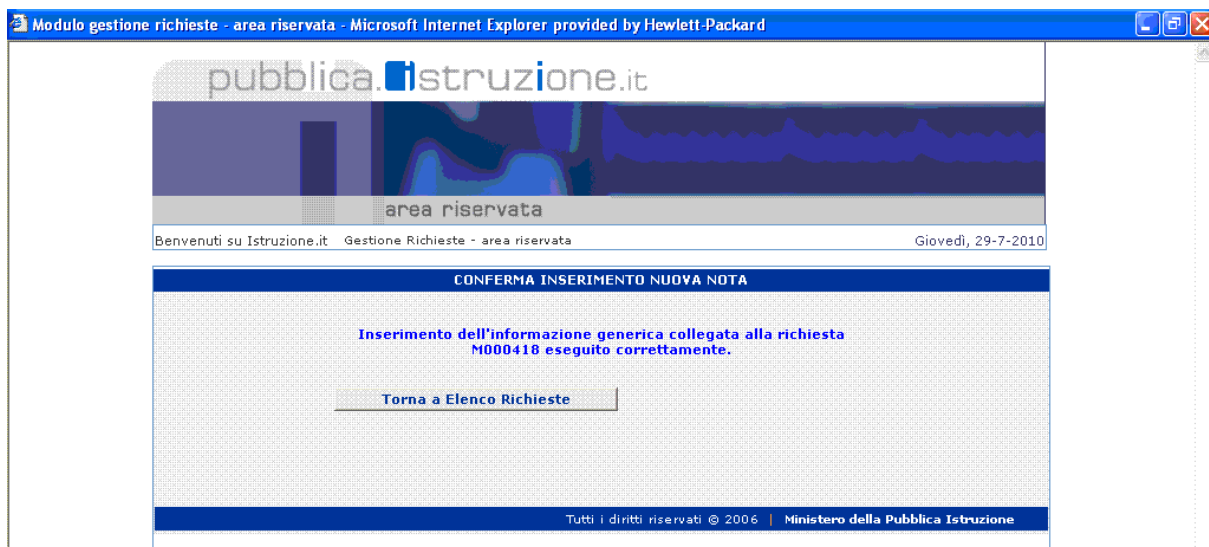 Modulo gestione richieste - area riservata - Microsoft Internet Explorer provided by Hewlett-Packard
pubblica.istruzione.it
area riservata
Benvenuti su Istruzione.it Gestione Richieste - area riservata Giovedì, 29-7-2010
CONFERMA INSERIMENTO NUOVA NOTA
Inserimento dell'informazione generica collegata alla richiesta
M000418 eseguito correttamente.
Torna a Elenco Richieste
Tutti i diritti riservati © 2006 | Ministero della Pubblica Istruzione